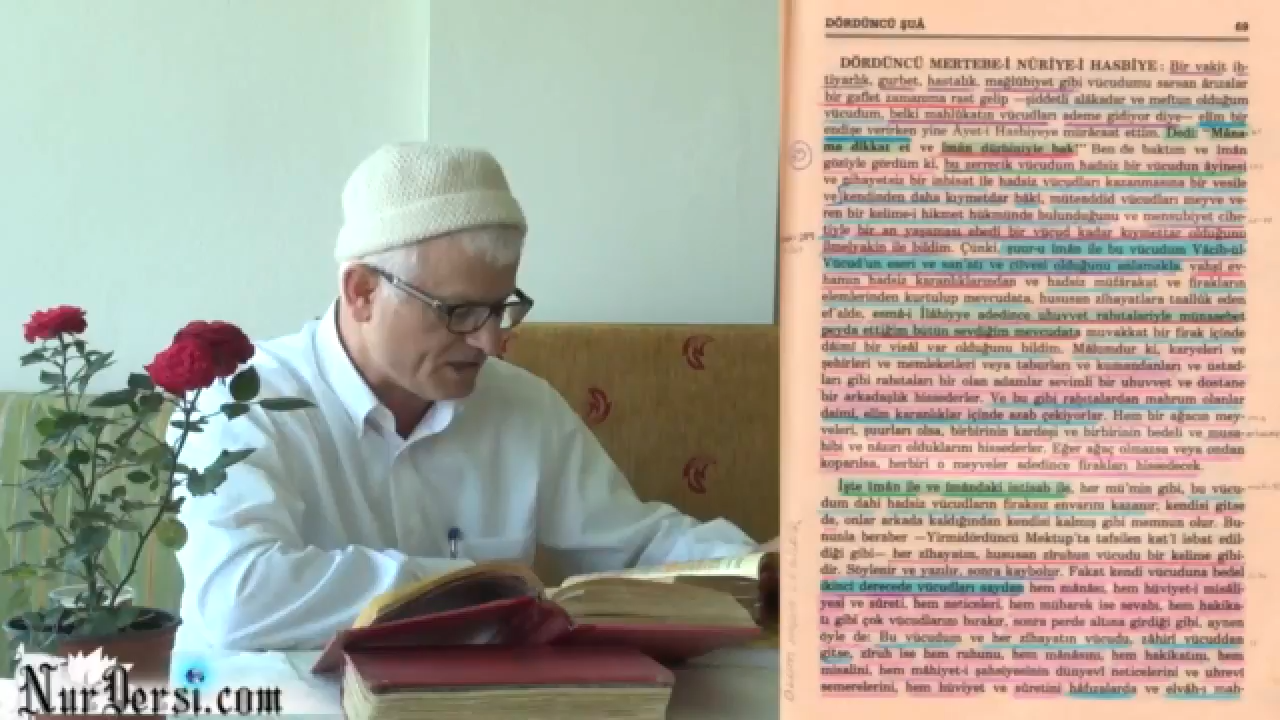 DÖRDÜNCÜ ŞUÂ 69
DÖRDÜNCÜ MERTEBE-İ NÛRİYE-İ HASBİYE: Bir vakit ih-
tiyarlık, gurbet, hastalık, mağlûbiyet gibi vücudumu sarsan ârızalar
bir gaflet zamanıma rast gelip —şiddetli alâkadar ve meftun olduğum
vücudum, belki mahlûkatın vücudları ademe gidiyor diye— elîm bir
endişe verirken yine Âyet-i Hasbiyeye müracaat ettim. Dedi: "Mâna-
ma dikkat et ve îmân dürbîniyle bak!" Ben de baktım ve îmân
gözüyle gördüm ki, bu zerrecik vücudum hadsiz bir vücudun âyinesi
ve nihayetsiz bir inbisat ile hadsiz vücudları kazanmasına bir vesile
ve kendinden daha kıymetdar bâkî, müteaddid vücudları meyve ve-
ren bir kelime-i hikmet hükmünde bulunduğunu ve mensubiyet cihe-
tiyle bir an yaşaması ebedî bir vücud kadar kıymettar olduğunu
ilmelyakîn ile bildim. Çünki, şuur-u îmân ile bu vücudum Vâcib-ül-
Vücud'un eseri ve san'atı ve cilvesi olduğunu anlamakla, vahşî ev-
hamın hadsiz karanlıklarından ve hadsiz müfarakat ve firakların
elemlerinden kurtulup mevcudata, hususan zîhayatlara taallûk eden
ef'alde, esmâ-i İlâhiyye adedince uhuvvet rabıtalariyle münasebet
peyda ettiğim bütün sevdiğim mevcudata muvakkat bir firak içinde
dâimî bir visâl var olduğunu bildim. Mâlûmdur ki, karyeleri ve
şehirleri ve memleketleri veya taburları ve kumandanları ve üstad-
ları gibi rabıtaları bir olan adamlar sevimli bir uhuvvet ve dostane
bir arkadaşlık hissederler. Ve bu gibi rabıtalardan mahrum olanlar
daimî, elîm karanlıklar içinde azab çekiyorlar. Hem bir ağacın mey-
veleri, şuurları olsa, birbirinin kardeşi ve birbirinin bedeli ve musa-
hibi ve nâzırı olduklarını hissederler. Eğer ağaç olmazsa veya ondan
koparılsa, herbiri o meyveler adedince firakları hissedecek.
İşte îmân ile ve îmândaki intisab ile, her mü'min gibi, bu vücu-
dum dahi hadsiz vücudların firaksız envarını kazanır, kendisi gitse
de, onlar arkada kaldığından kendisi kalmış gibi memnun olur. Bu-
nunla beraber —Yirmidördüncü Mektup'ta tafsilen kat'î isbat edil-
diği gibi— her zîhayatın, hususan zîruhun vücudu bir kelime gibi-
dir. Söylenir ve yazılır, sonra kaybolur. Fakat kendi vücuduna bedel
ikinci derecede vücudları sayılan hem mânâsı, hem hüviyet-i misâli-
yesi ve sûreti, hem neticeleri, hem mübarek ise sevabı, hem hakika-
ti gibi çok vücudlarını bırakır, sonra perde altına girdiği gibi, aynen
öyle de: Bu vücudum ve her zîhayatın vücudu, zâhirî vücuddan
gitse, zîruh ise hem ruhunu, hem mânâsını, hem hakikatını, hem
misalini, hem mâhiyet-i şahsiyesinin dünyevî neticelerini ve uhrevî
semerelerini, hem hüviyet ve sûretini hâfızalarda ve elvâh-ı mah-
NurDersi.com